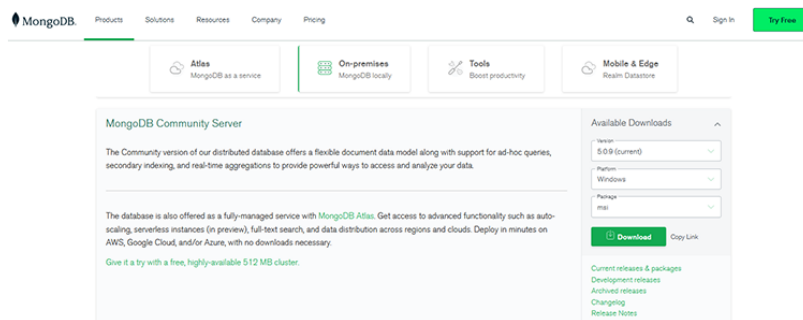 MongoDB.
Products
Solutions
Resources
Company
Pricing
Sign In
Try Free
Atlas
MongoDB as a service
On-premises
MongoDB locally
Tools
Boost productivity
Mobile & Edge
Realm Datastore
MongoDB Community Server
The Community version of our distributed database offers a flexible document data model along with support for ad-hoc queries,
secondary indexing, and real-time aggregations to provide powerful ways to access and analyze your data.
The database is also offered as a fully-managed service with MongoDB Atlas. Get access to advanced functionality such as auto-
scaling, serverless instances (in preview), full-text search, and data distribution across regions and clouds. Deploy in minutes on
AWS, Google Cloud, and/or Azure, with no downloads necessary.
Give it a try with a free, highly-available 512 MB cluster.
Available Downloads
Version
5.0.9 (current)
Platform
Windows
Package
msi
Download
Copy Link
Current releases & packages
Development releases
Archived releases
Changelog
Release Notes